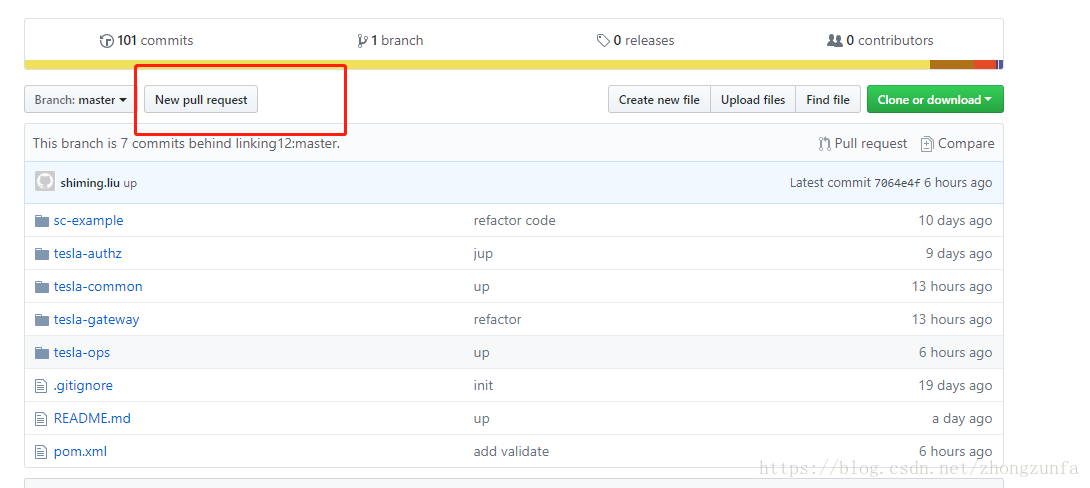 101 commits 1 branch 0 releases 0 contributors
Branch: master New pull request Create new file Upload files Find file Clone or download
This branch is 7 commits behind linking12:master. Pull request Compare
shiming.liu up Latest commit 7064e4f 6 hours ago
sc-example refactor code 10 days ago
tesla-authz jup 9 days ago
tesla-common up 13 hours ago
tesla-gateway refactor 13 hours ago
tesla-ops up 6 hours ago
.gitignore init 19 days ago
README.md up a day ago
pom.xml add validate 6 hours ago
https://blog.csdn.net/zhongzunfa